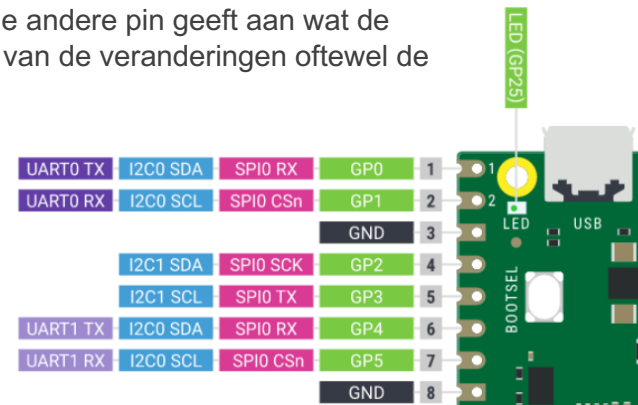 e andere pin geeft aan wat de
van de veranderingen oftewel de
LED (GP25)
UART0 TX I2C0 SDA SPI0 RX GP0 1 1
UART0 RX I2C0 SCL SPI0 CSn GP1 2 2
GND 3 LED USB
I2C1 SDA SPI0 SCK GP2 4
I2C1 SCL SPI0 TX GP3 5
BOOTSEL
UART1 TX I2C0 SDA SPI0 RX GP4 6
UART1 RX I2C0 SCL SPI0 CSn GP5 7
GND 8